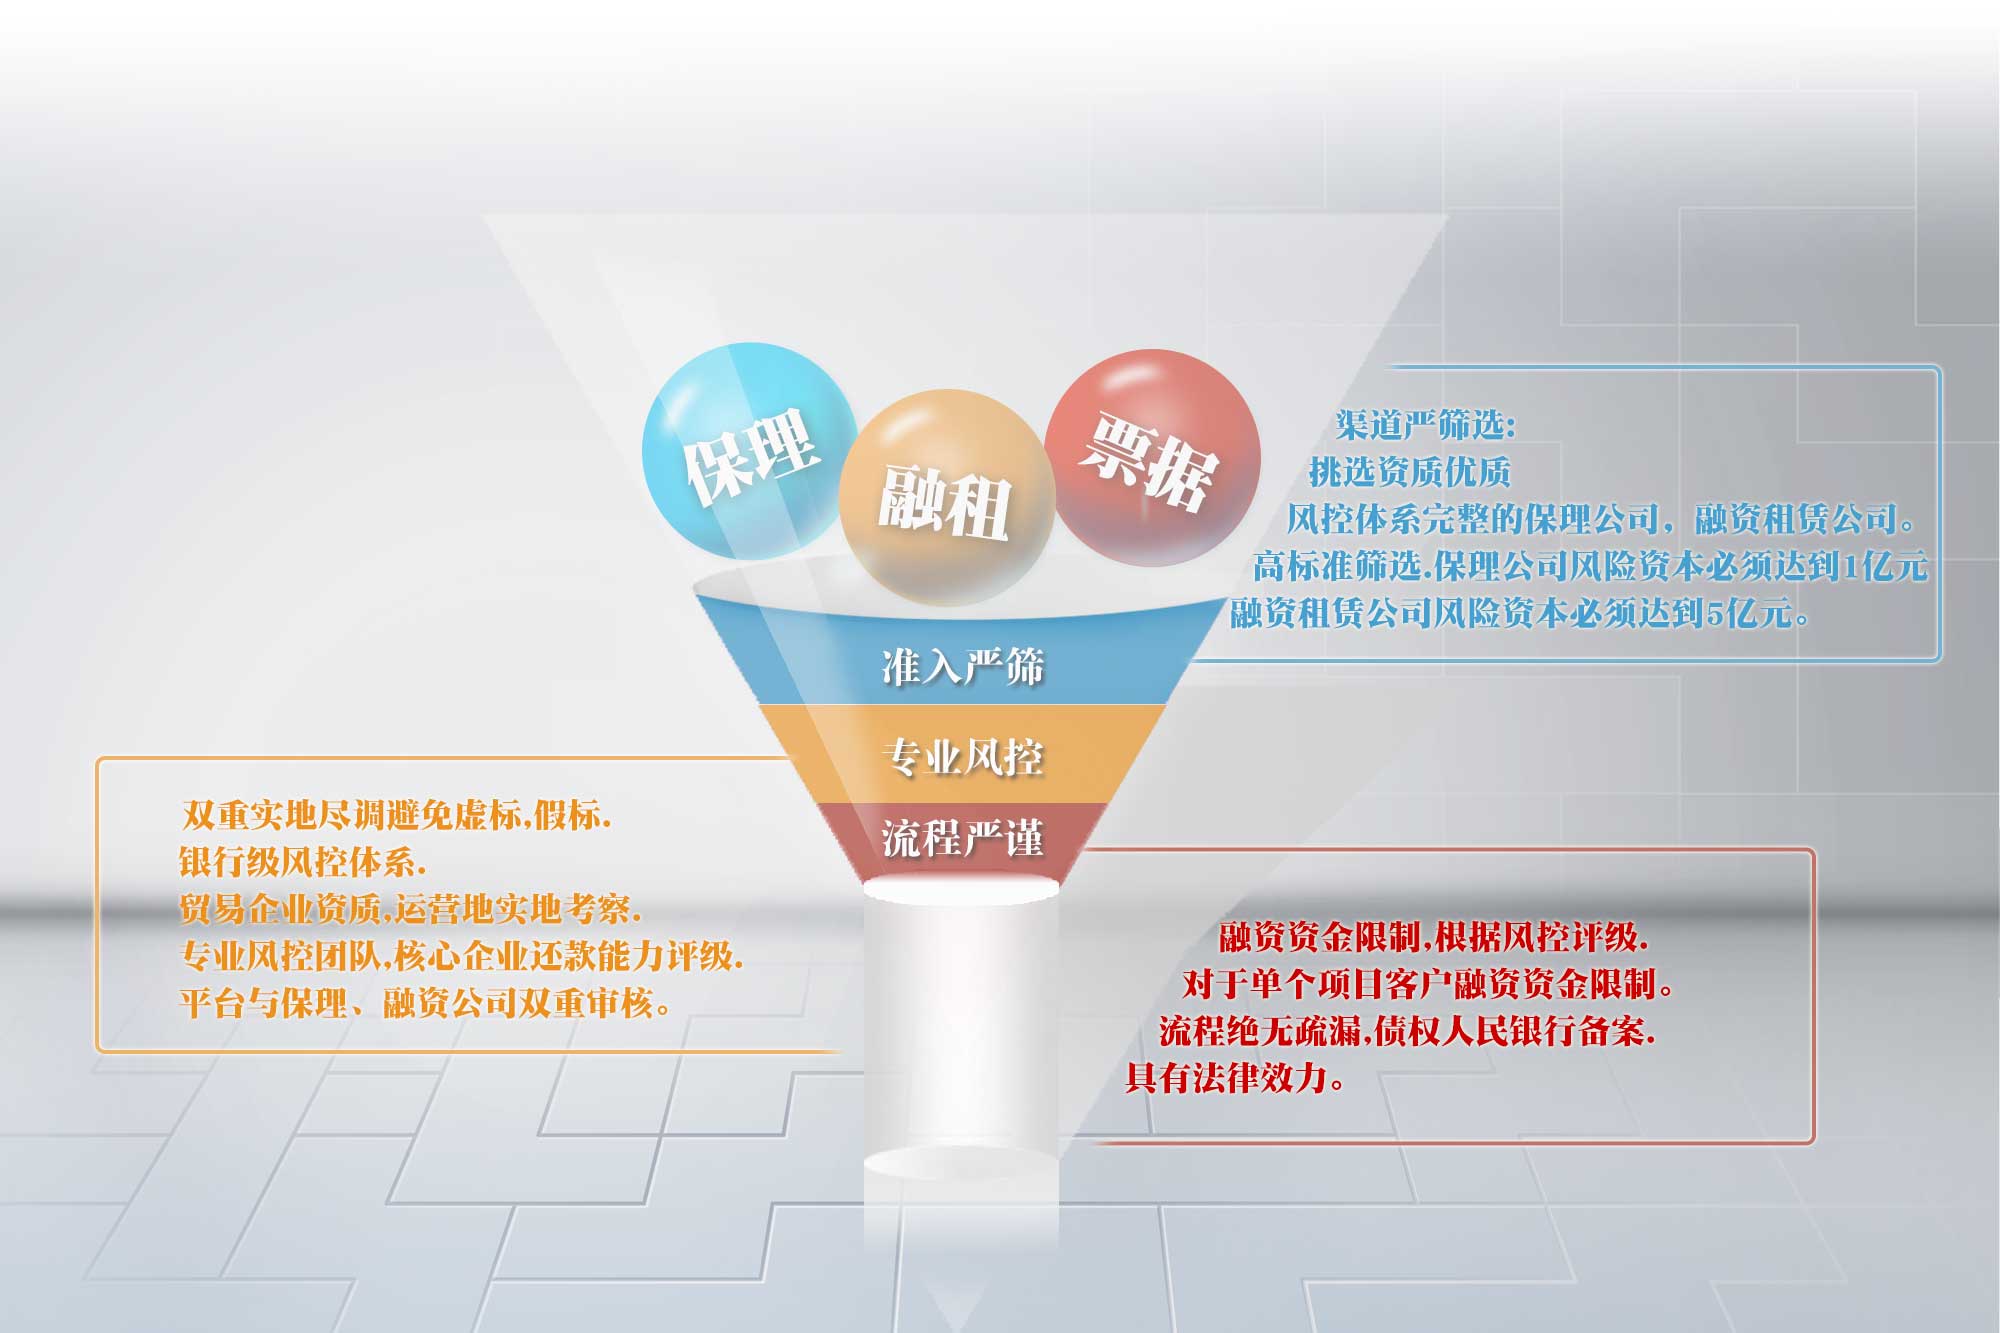 保理
融租
票据
渠道严筛选:
挑选资质优质
风控体系完整的保理公司，融资租赁公司。
高标准筛选.保理公司风险资本必须达到1亿元
融资租赁公司风险资本必须达到5亿元。
准入严筛
专业风控
流程严谨
双重实地尽调避免虚标,假标.
银行级风控体系.
贸易企业资质,运营地实地考察.
专业风控团队,核心企业还款能力评级.
平台与保理、融资公司双重审核。
融资资金限制,根据风控评级.
对于单个项目客户融资资金限制。
流程绝无疏漏,债权人民银行备案.
具有法律效力。